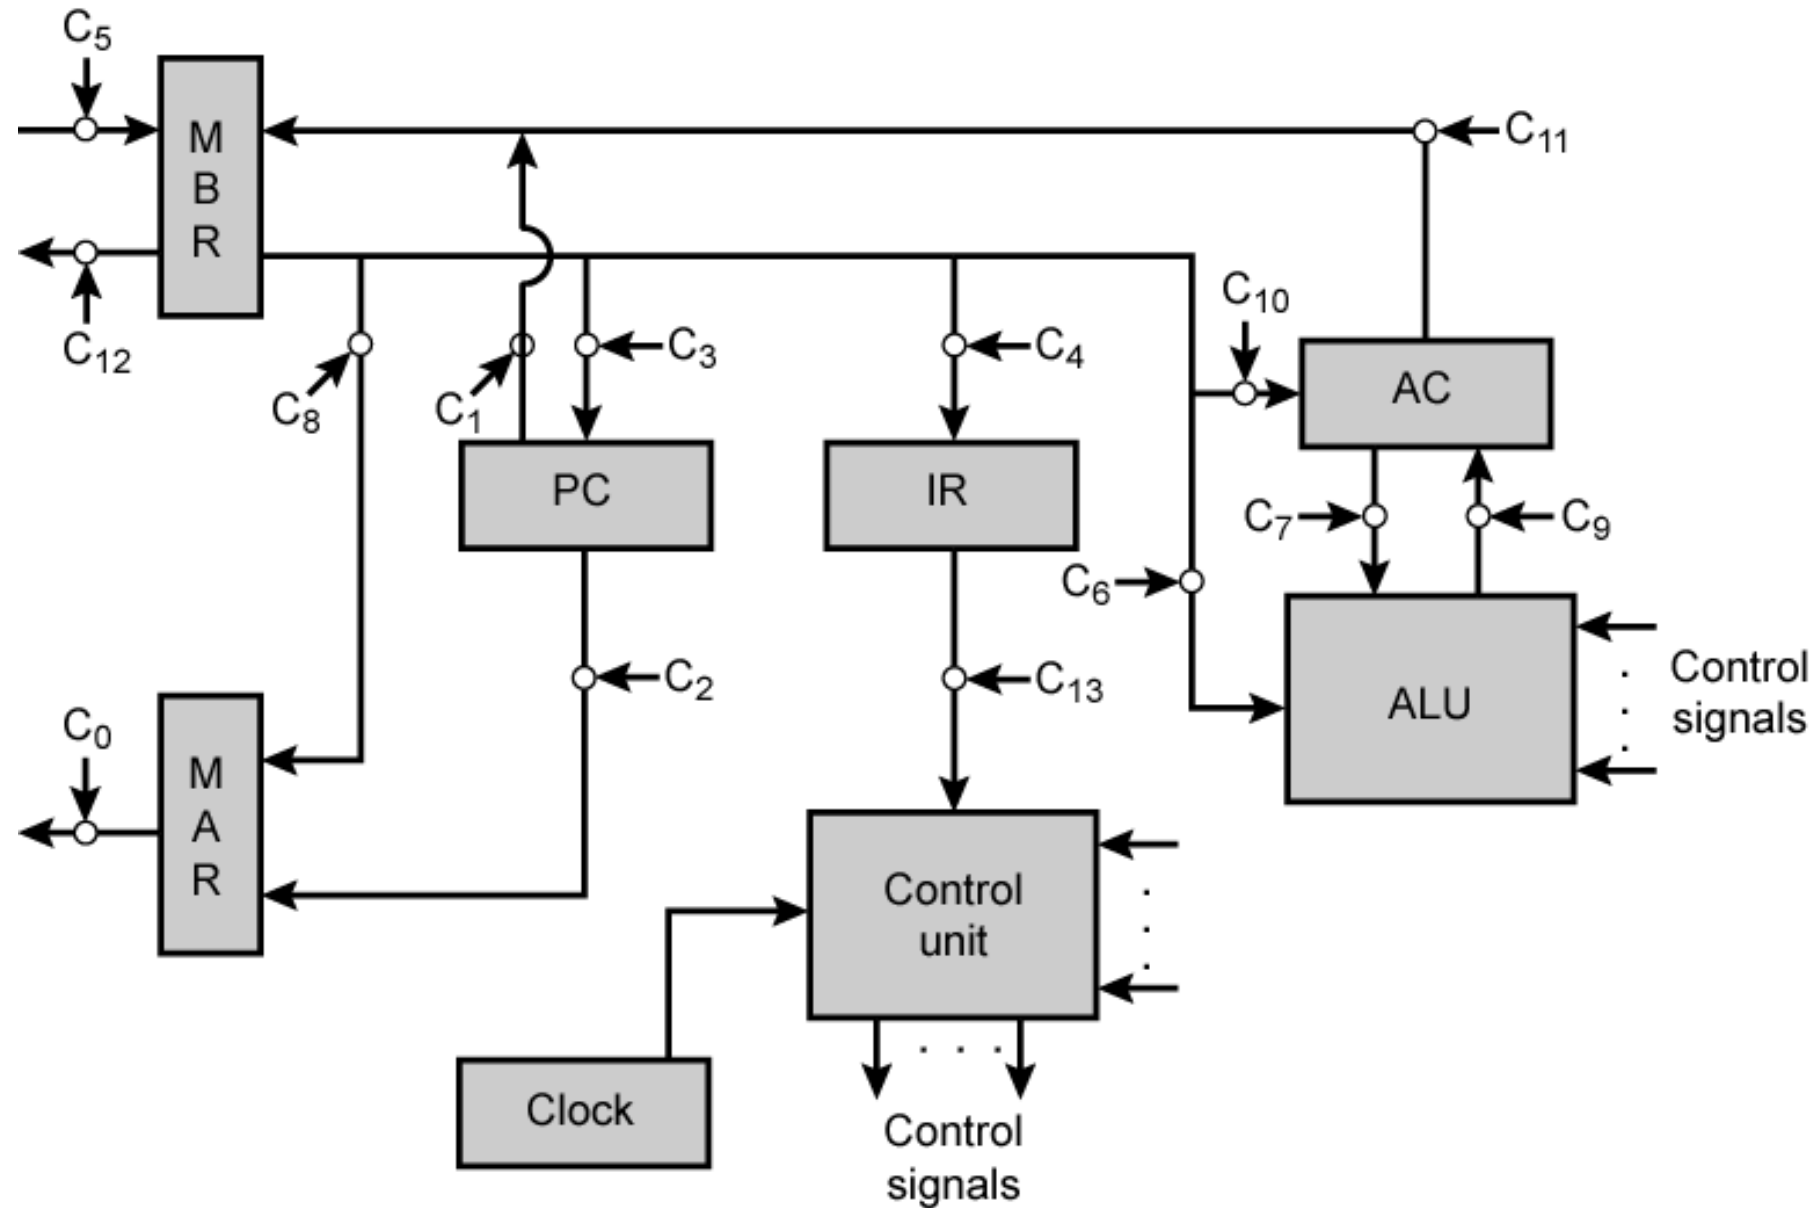 C5
M
B
R
C11
C12
C8
C1
C3
C4
C10
AC
PC
IR
C7
C9
C6
C2
C13
ALU
Control
signals
C0
M
A
R
Control
unit
. . .
Clock
Control
signals